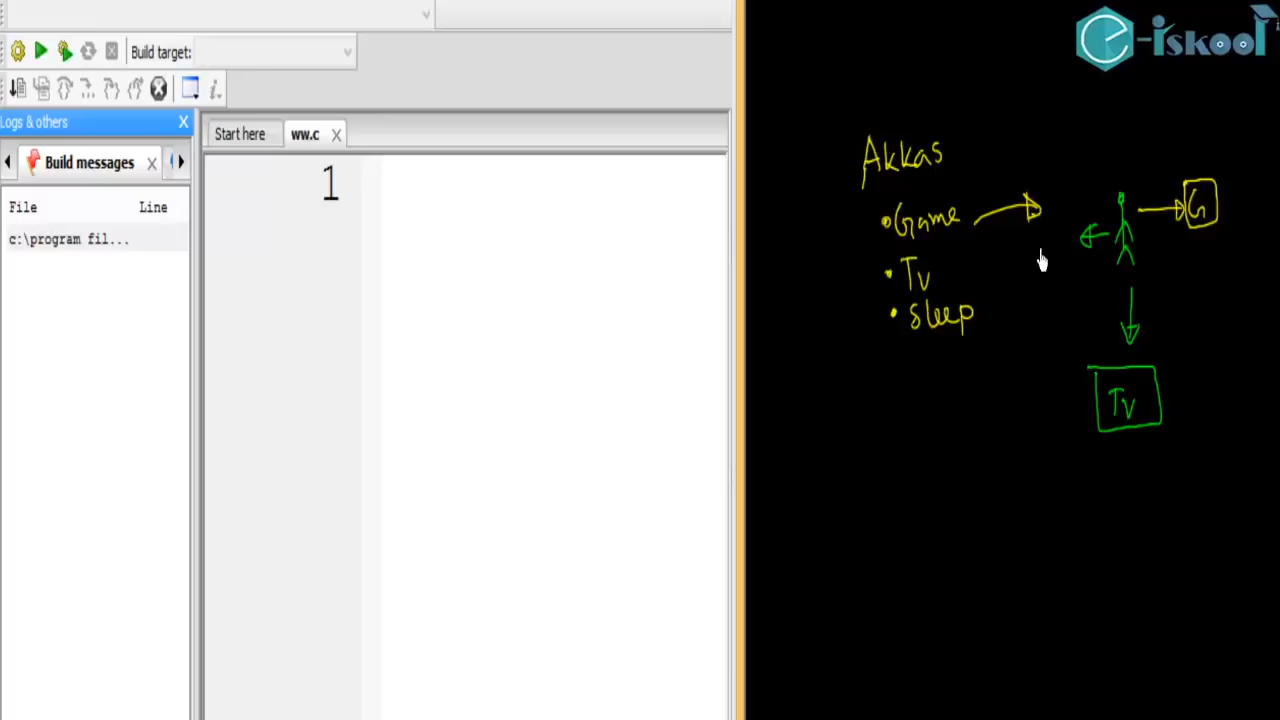 Build target:
Logs & others
Build messages
File Line
c:\program fil...
Start here ww.c
1
e-iskool
Akkas
• Game
• Tv
• Sleep
G
Tv